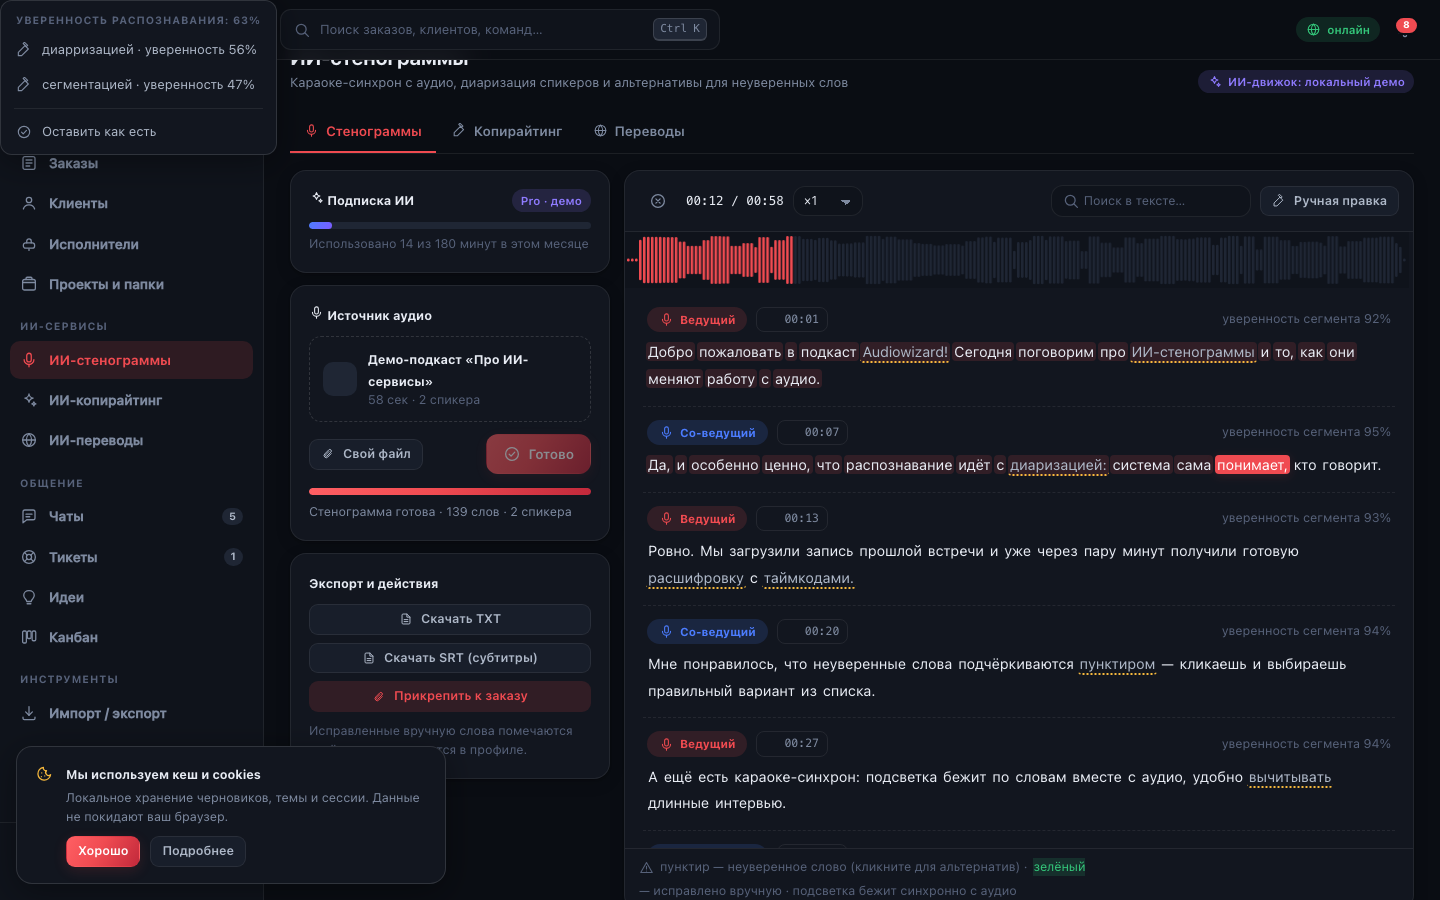 УВЕРЕННОСТЬ РАСПОЗНАВАНИЯ: 63%
диарризацией · уверенность 56%
сегментацией · уверенность 47%
Оставить как есть
Поиск заказов, клиентов, команд...
Ctrl K
онлайн
8
ИИ-стенограммы
Караоке-синхрон с аудио, диаризация спикеров и альтернативы для неуверенных слов
ИИ-движок: локальный демо
Стенограммы
Копирайтинг
Переводы
Заказы
Клиенты
Исполнители
Проекты и папки
ИИ-СЕРВИСЫ
ИИ-стенограммы
ИИ-копирайтинг
ИИ-переводы
ОБЩЕНИЕ
Чаты
5
Тикеты
1
Идеи
Канбан
ИНСТРУМЕНТЫ
Импорт / экспорт
Подписка ИИ
Pro · демо
Использовано 14 из 180 минут в этом месяце
Источник аудио
Демо-подкаст «Про ИИ-
сервисы»
58 сек · 2 спикера
Свой файл
Готово
Стенограмма готова · 139 слов · 2 спикера
Экспорт и действия
Скачать TXT
Скачать SRT (субтитры)
Прикрепить к заказу
Исправленные вручную слова помечаются
в профиле.
00:12 / 00:58
×1
Поиск в тексте...
Ручная правка
Ведущий
00:01
уверенность сегмента 92%
Добро пожаловать в подкаст Audiowizard! Сегодня поговорим про ИИ-стенограммы и то, как они
меняют работу с аудио.
Со-ведущий
00:07
уверенность сегмента 95%
Да, и особенно ценно, что распознавание идёт с диаризацией: система сама понимает, кто говорит.
Ведущий
00:13
уверенность сегмента 93%
Ровно. Мы загрузили запись прошлой встречи и уже через пару минут получили готовую
расшифровку с таймкодами.
Со-ведущий
00:20
уверенность сегмента 94%
Мне понравилось, что неуверенные слова подчёркиваются пунктиром — кликаешь и выбираешь
правильный вариант из списка.
Ведущий
00:27
уверенность сегмента 94%
А ещё есть караоке-синхрон: подсветка бежит по словам вместе с аудио, удобно вычитывать
длинные интервью.
пунктир — неуверенное слово (кликните для альтернатив) · зелёный
— исправлено вручную · подсветка бежит синхронно с аудио
Мы используем кеш и cookies
Локальное хранение черновиков, темы и сессии. Данные
не покидают ваш браузер.
Хорошо
Подробнее